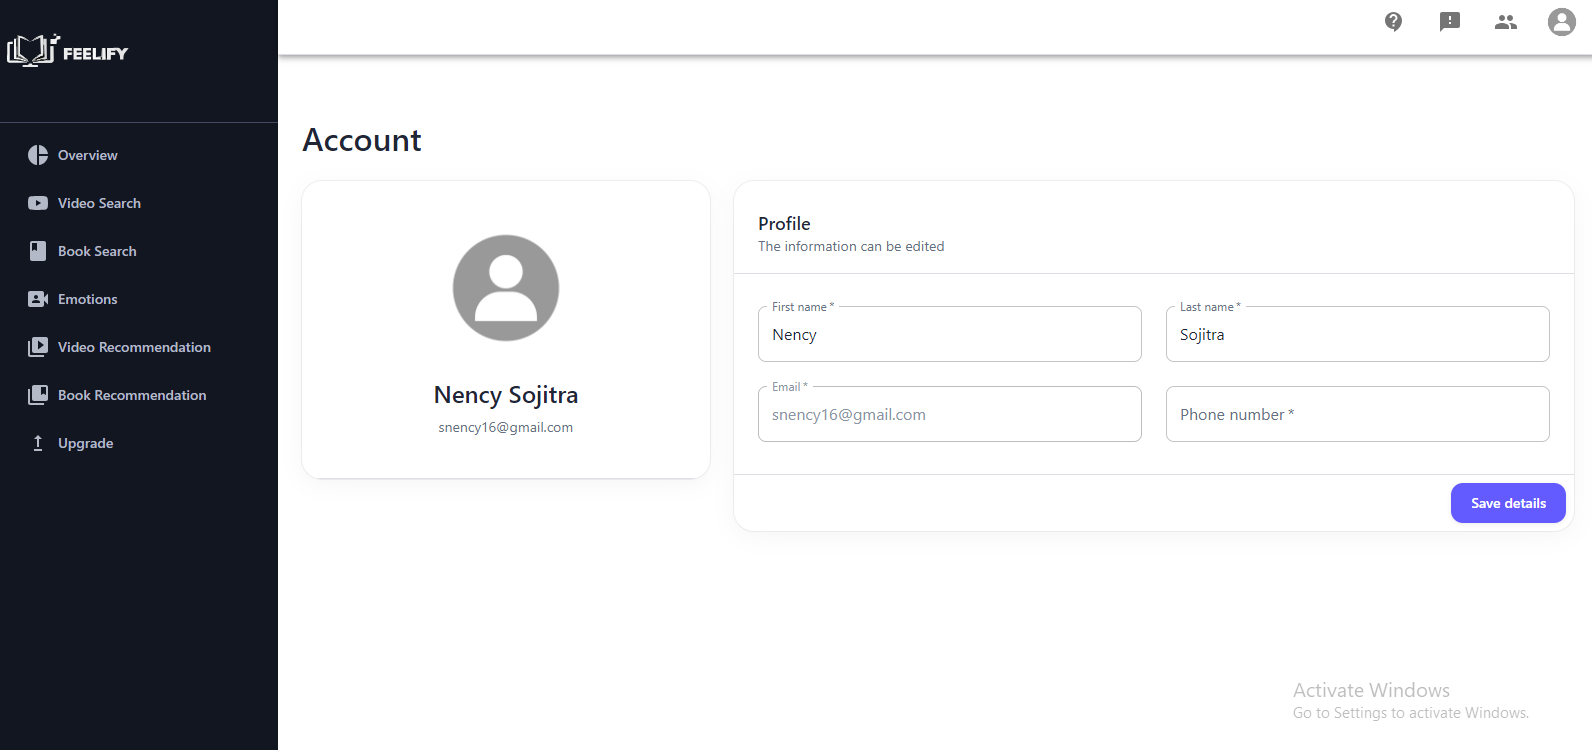 FEELIFY
Overview
Video Search
Book Search
Emotions
Video Recommendation
Book Recommendation
Upgrade
Account
Nency Sojitra
snency16@gmail.com
Profile
The information can be edited
First name *
Nency
Last name *
Sojitra
Email *
snency16@gmail.com
Phone number *
Save details
Activate Windows
Go to Settings to activate Windows.